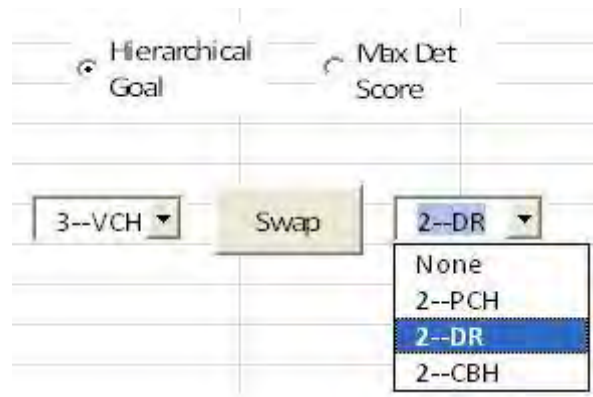 Hierarchical
Goal
Max Det
Score
3--VCH
Swap
2--DR
None
2--PCH
2--DR
2--CBH